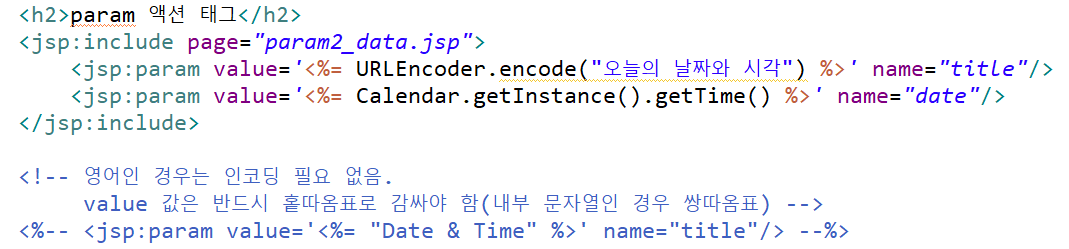 <h2>param 액션 태그</h2>
<jsp:include page="param2_data.jsp">
<jsp:param value='<%= URLEncoder.encode("오늘의 날짜와 시각") %>' name="title"/>
<jsp:param value='<%= Calendar.getInstance().getTime() %>' name="date"/>
</jsp:include>
<!-- 영어인 경우는 인코딩 필요 없음.
value 값은 반드시 홑따옴표로 감싸야 함(내부 문자열인 경우 쌍따옴표) -->
<%-- <jsp:param value='<%= "Date & Time" %>' name="title"/> --%>